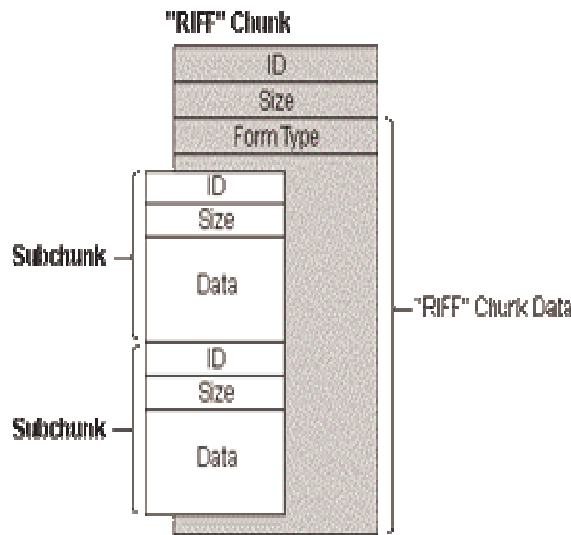 "RIFF" Chunk
ID
Size
Form Type
ID
Size
Subchunk
Data
"RIFF" Chunk Data
ID
Size
Subchunk
Data